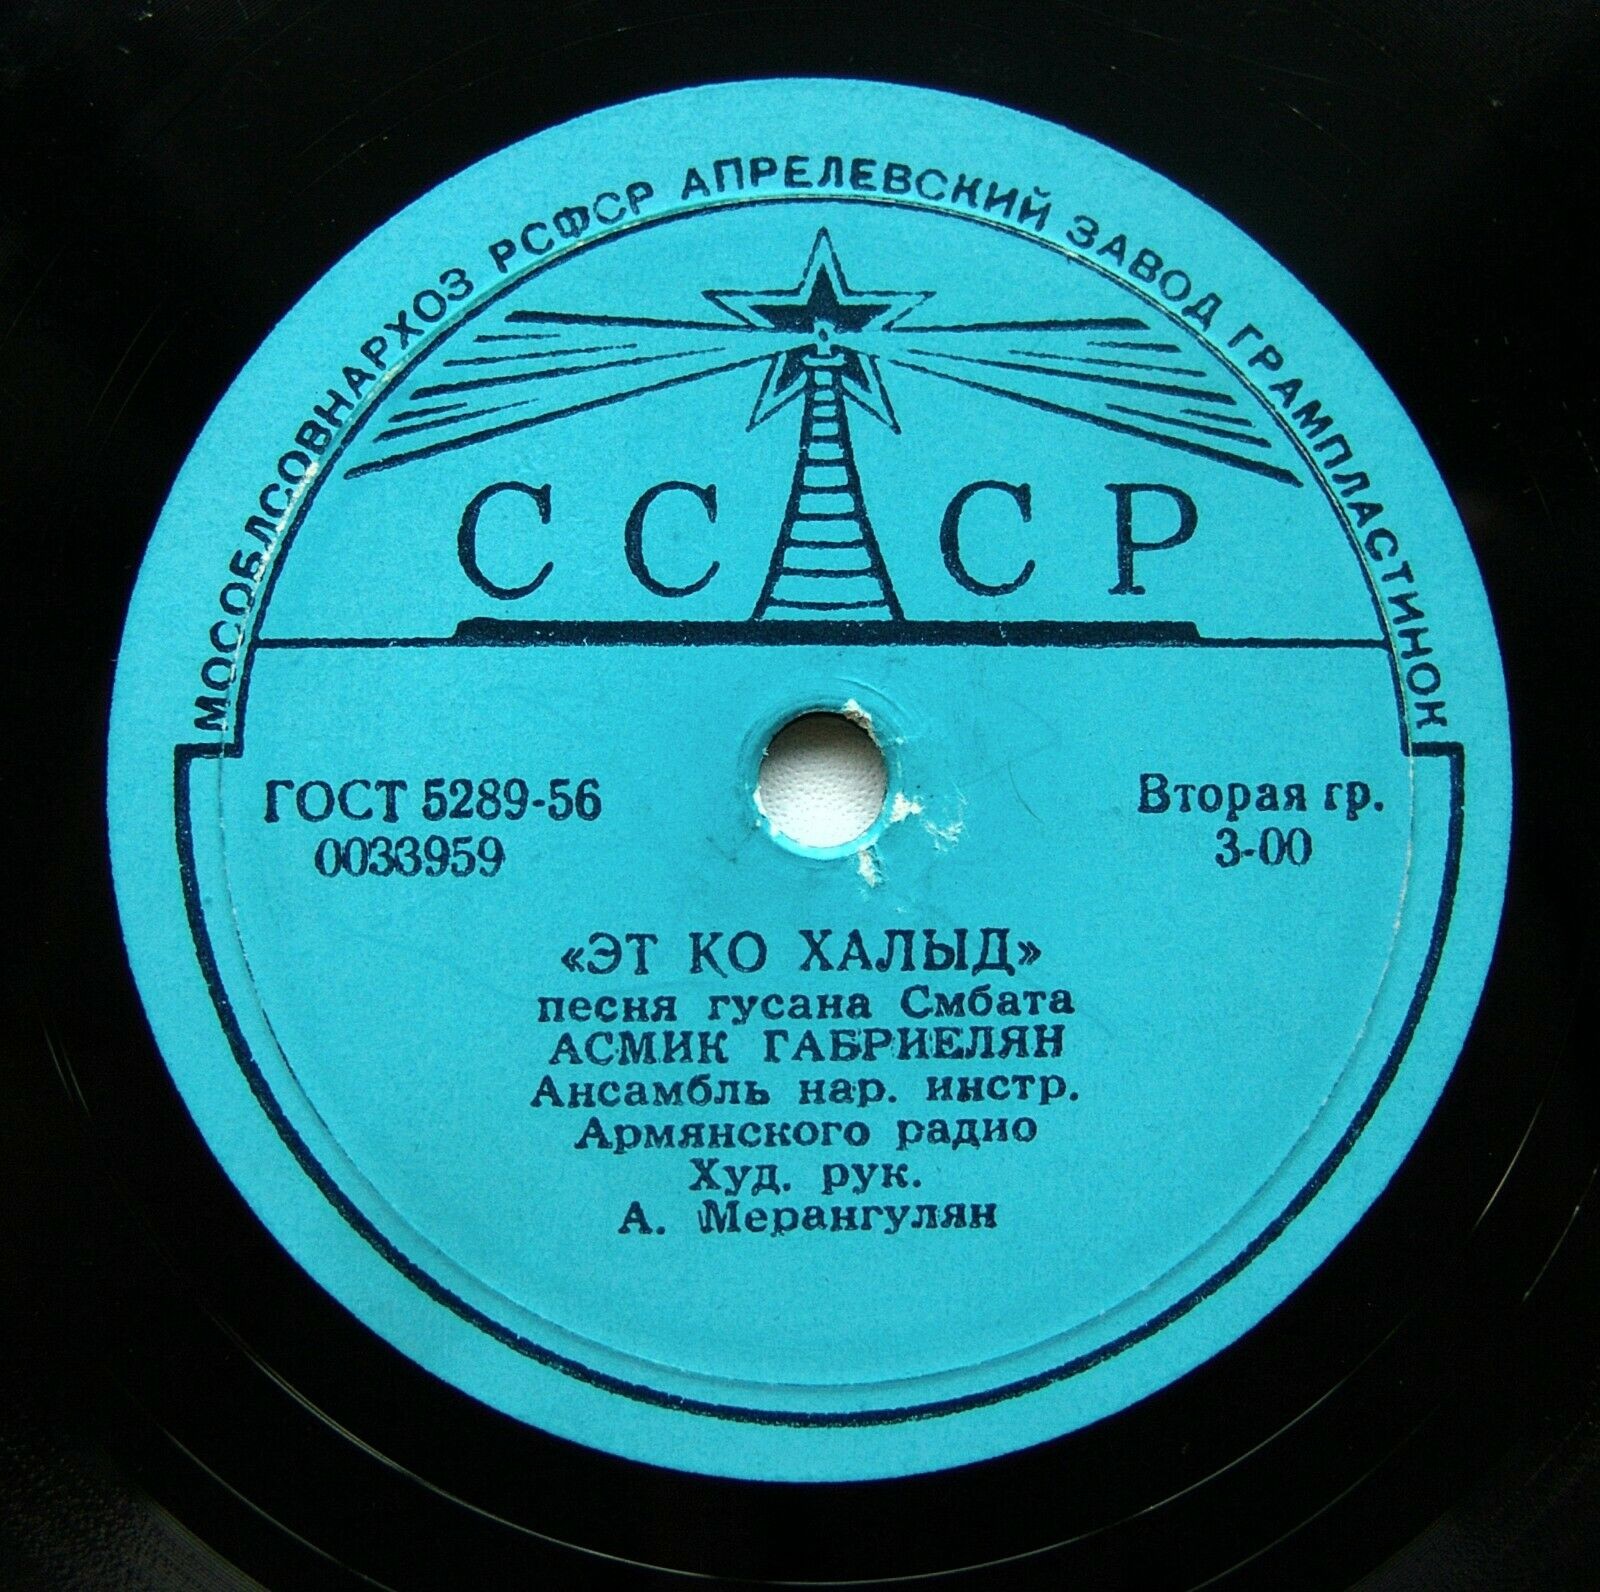 МОСОБЛСОВНАРХОЗ РСФСР АПРЕЛЕВСКИЙ ЗАВОД ГРАМПЛАСТИНОК
СССР
ГОСТ 5289-56
0033959
Вторая гр.
3-00
«ЭТ КО ХАЛЫД»
песня гусана Смбата
АСМИК ГАБРИЕЛЯН
Ансамбль нар. инстр.
Армянского радио
Худ. рук.
А. Мерангулян